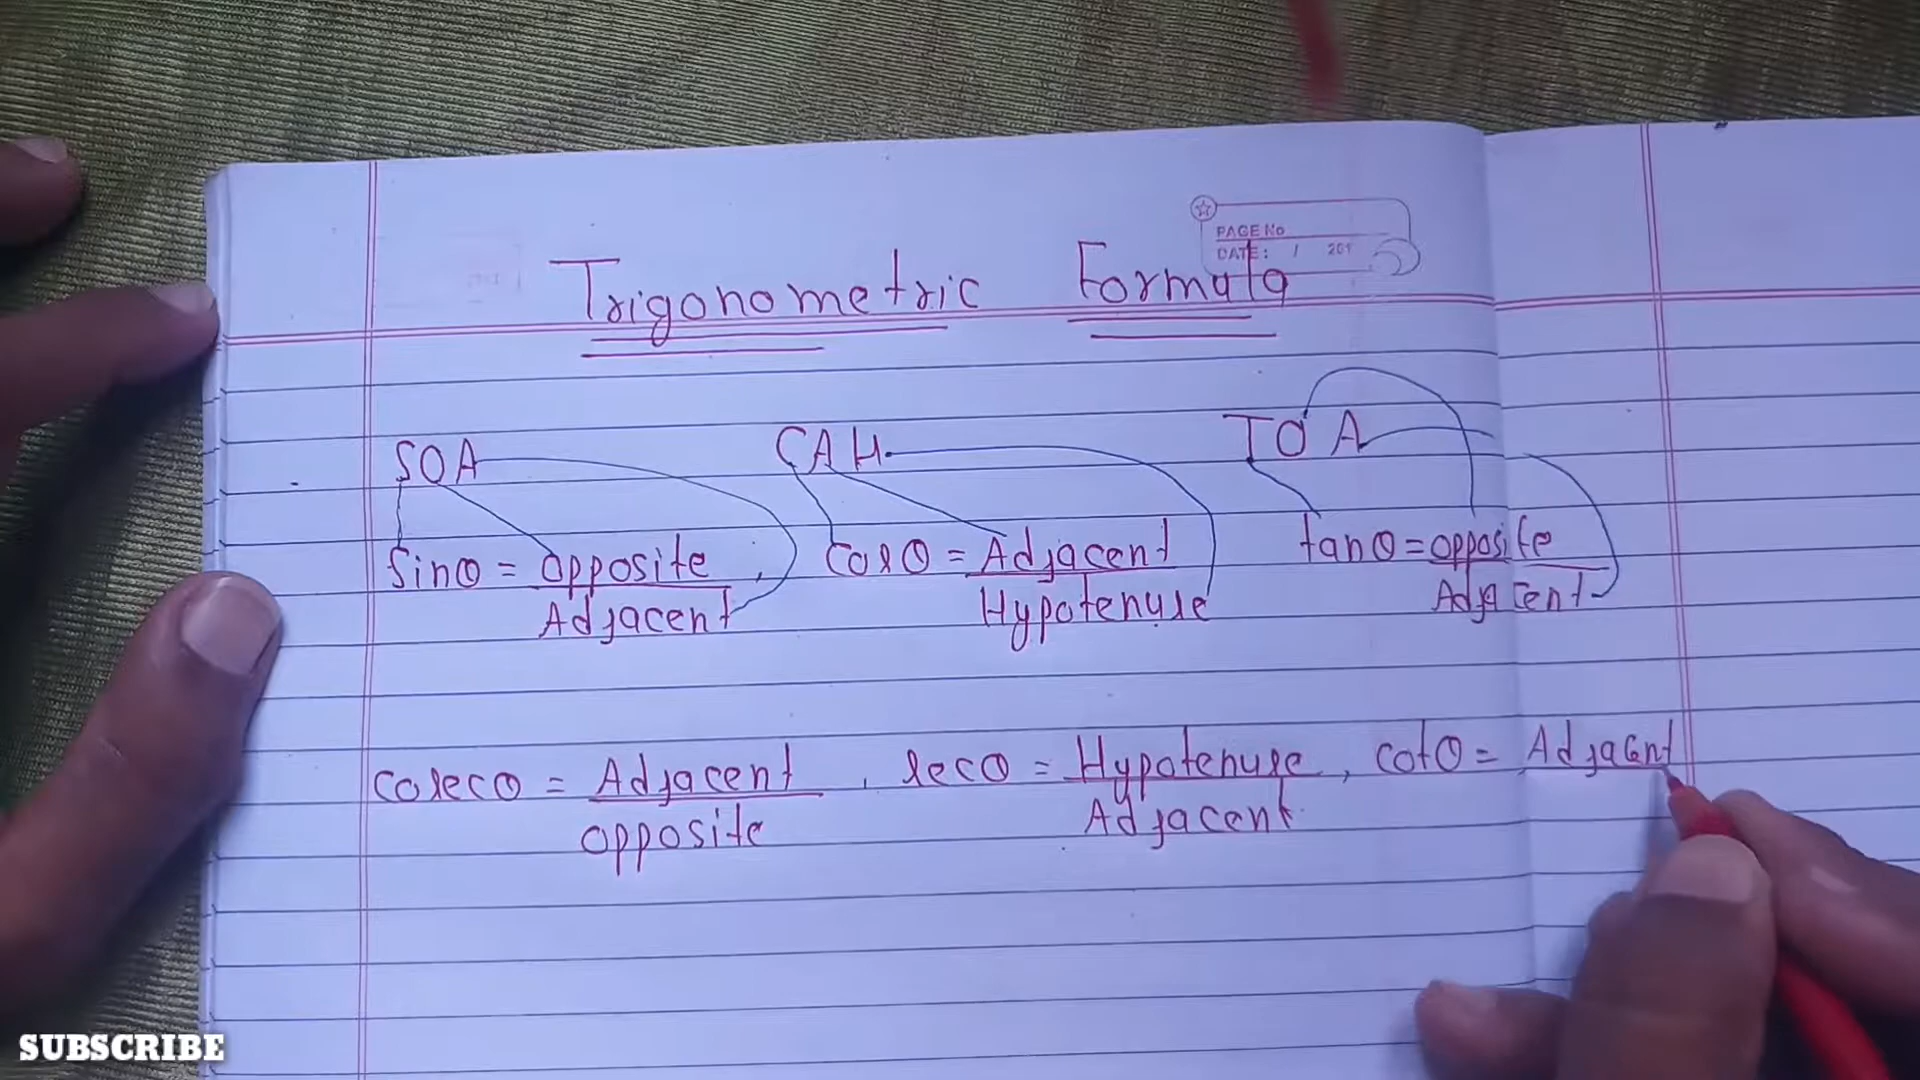 PAGE No
DATE: / 201
Trigonometric Formula
SOA CAH TOA
Sinθ = opposite / Adjacent , Cosθ = Adjacent / Hypotenuse tanθ = opposite / Adjacent
cosecθ = Adjacent / opposite , secθ = Hypotenuse / Adjacent , cotθ = Adjacent
SUBSCRIBE